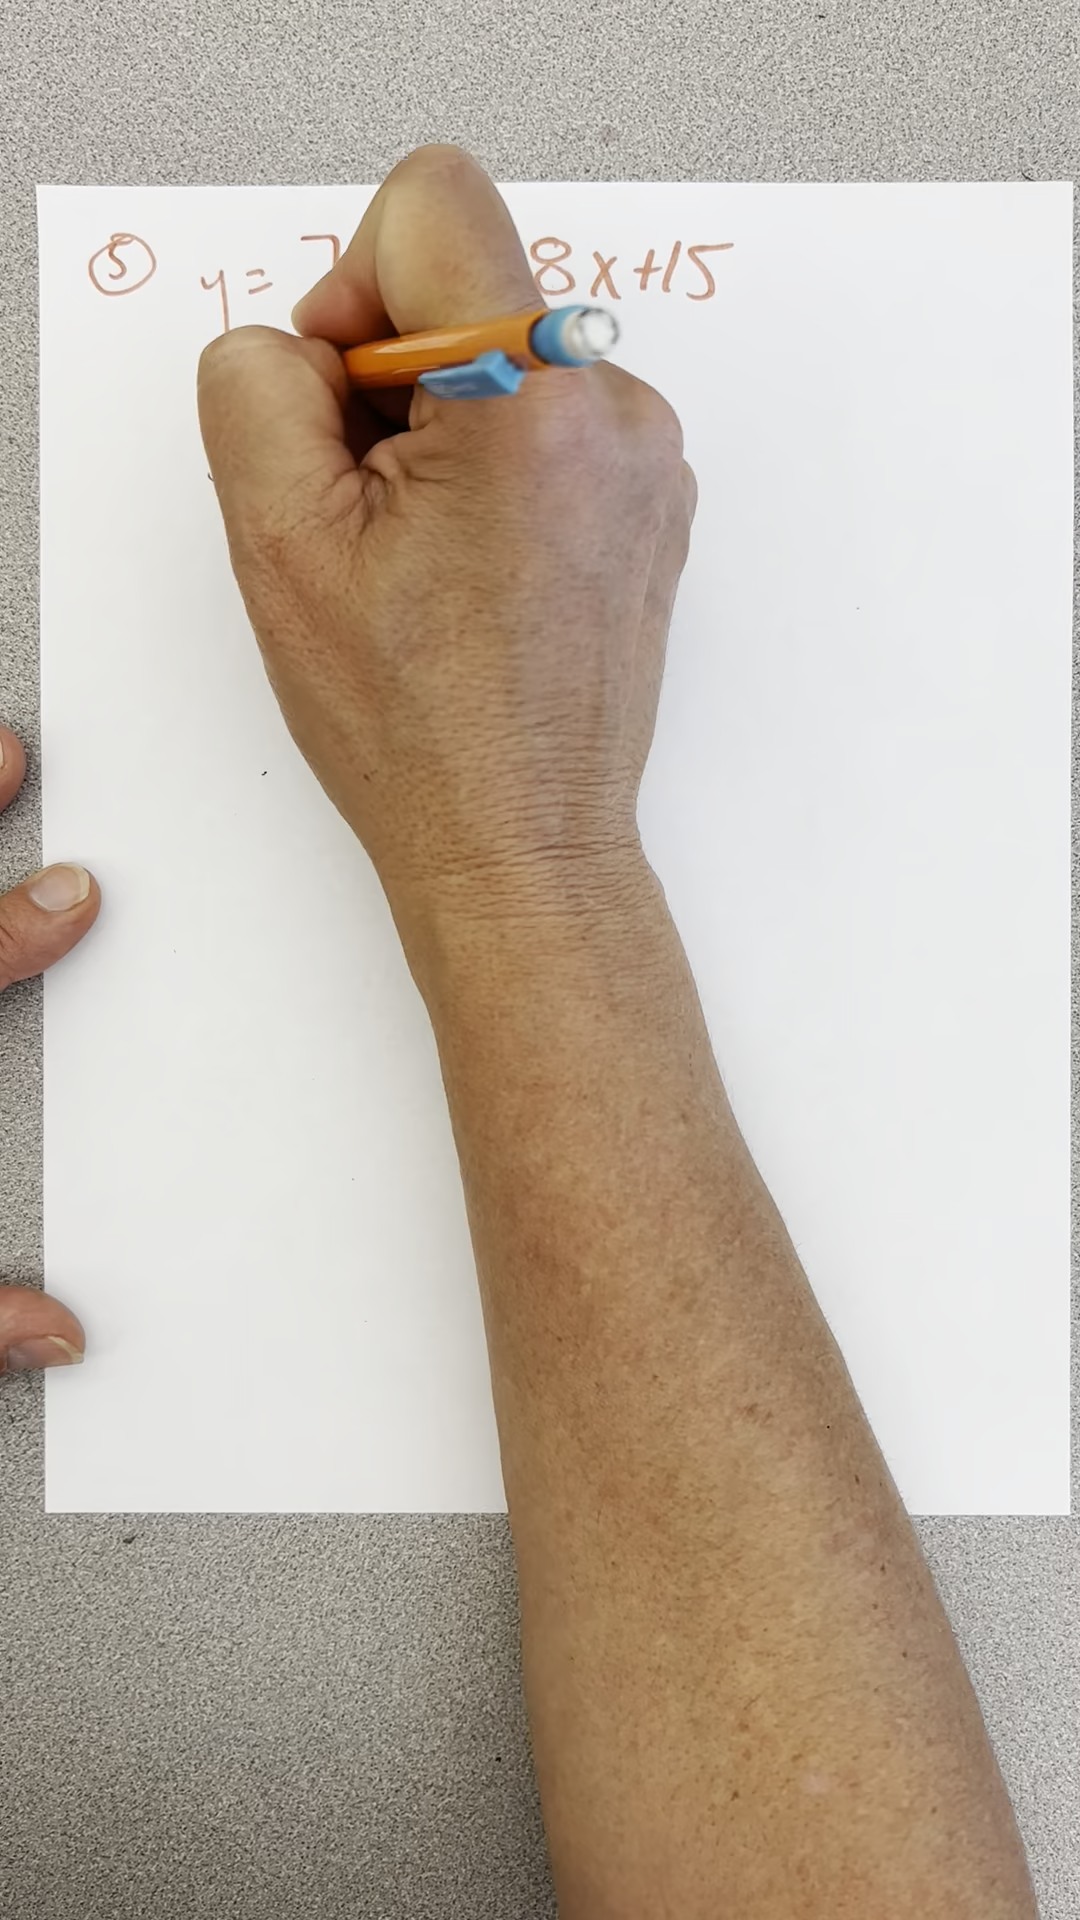 ⑤ y = 7 8x+15